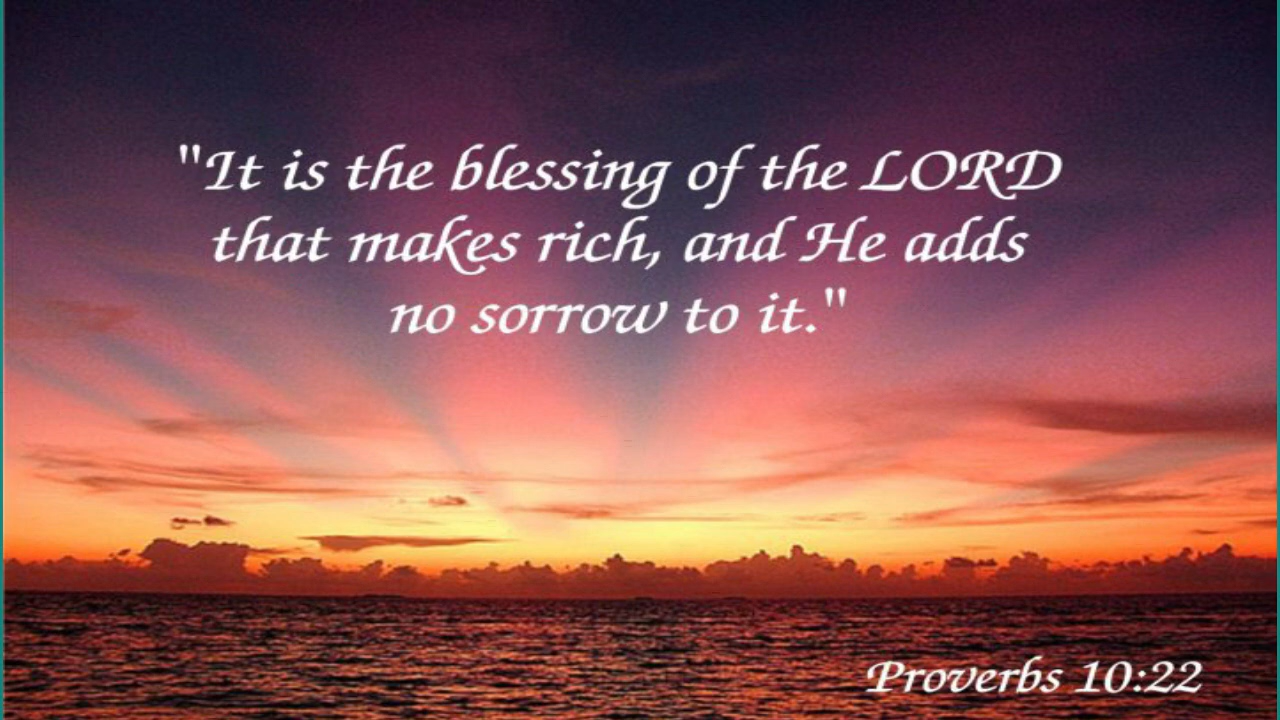 "It is the blessing of the LORD
that makes rich, and He adds
no sorrow to it."
Proverbs 10:22